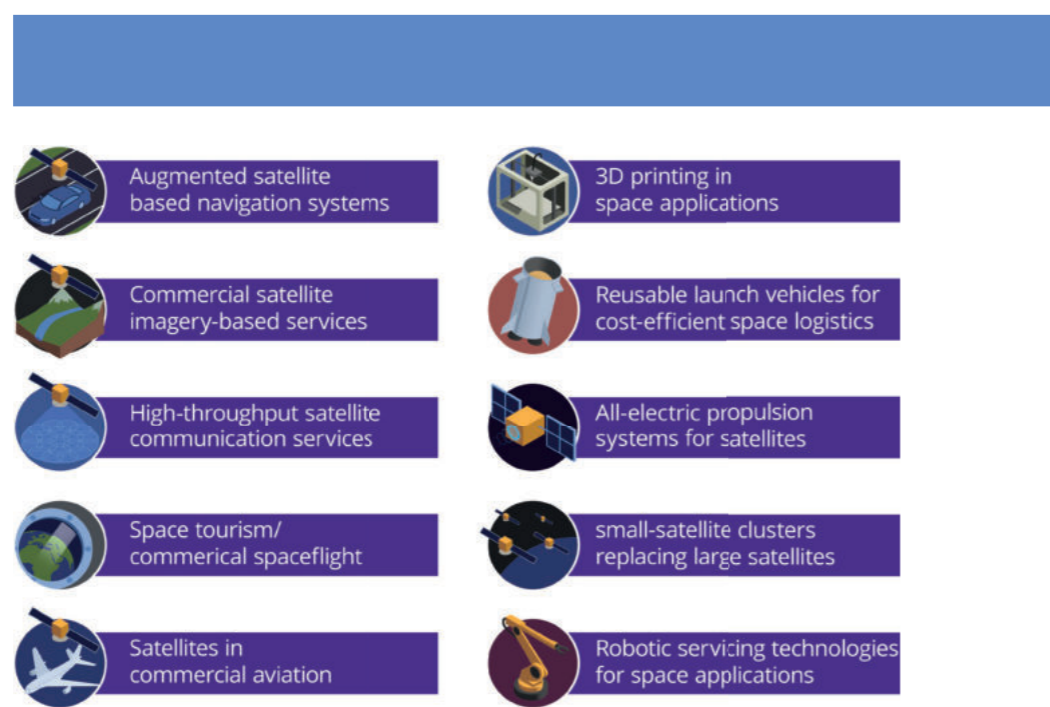 Augmented satellite
based navigation systems
Commercial satellite
imagery-based services
High-throughput satellite
communication services
Space tourism/
commerical spaceflight
Satellites in
commercial aviation
3D printing in
space applications
Reusable launch vehicles for
cost-efficient space logistics
All-electric propulsion
systems for satellites
small-satellite clusters
replacing large satellites
Robotic servicing technologies
for space applications